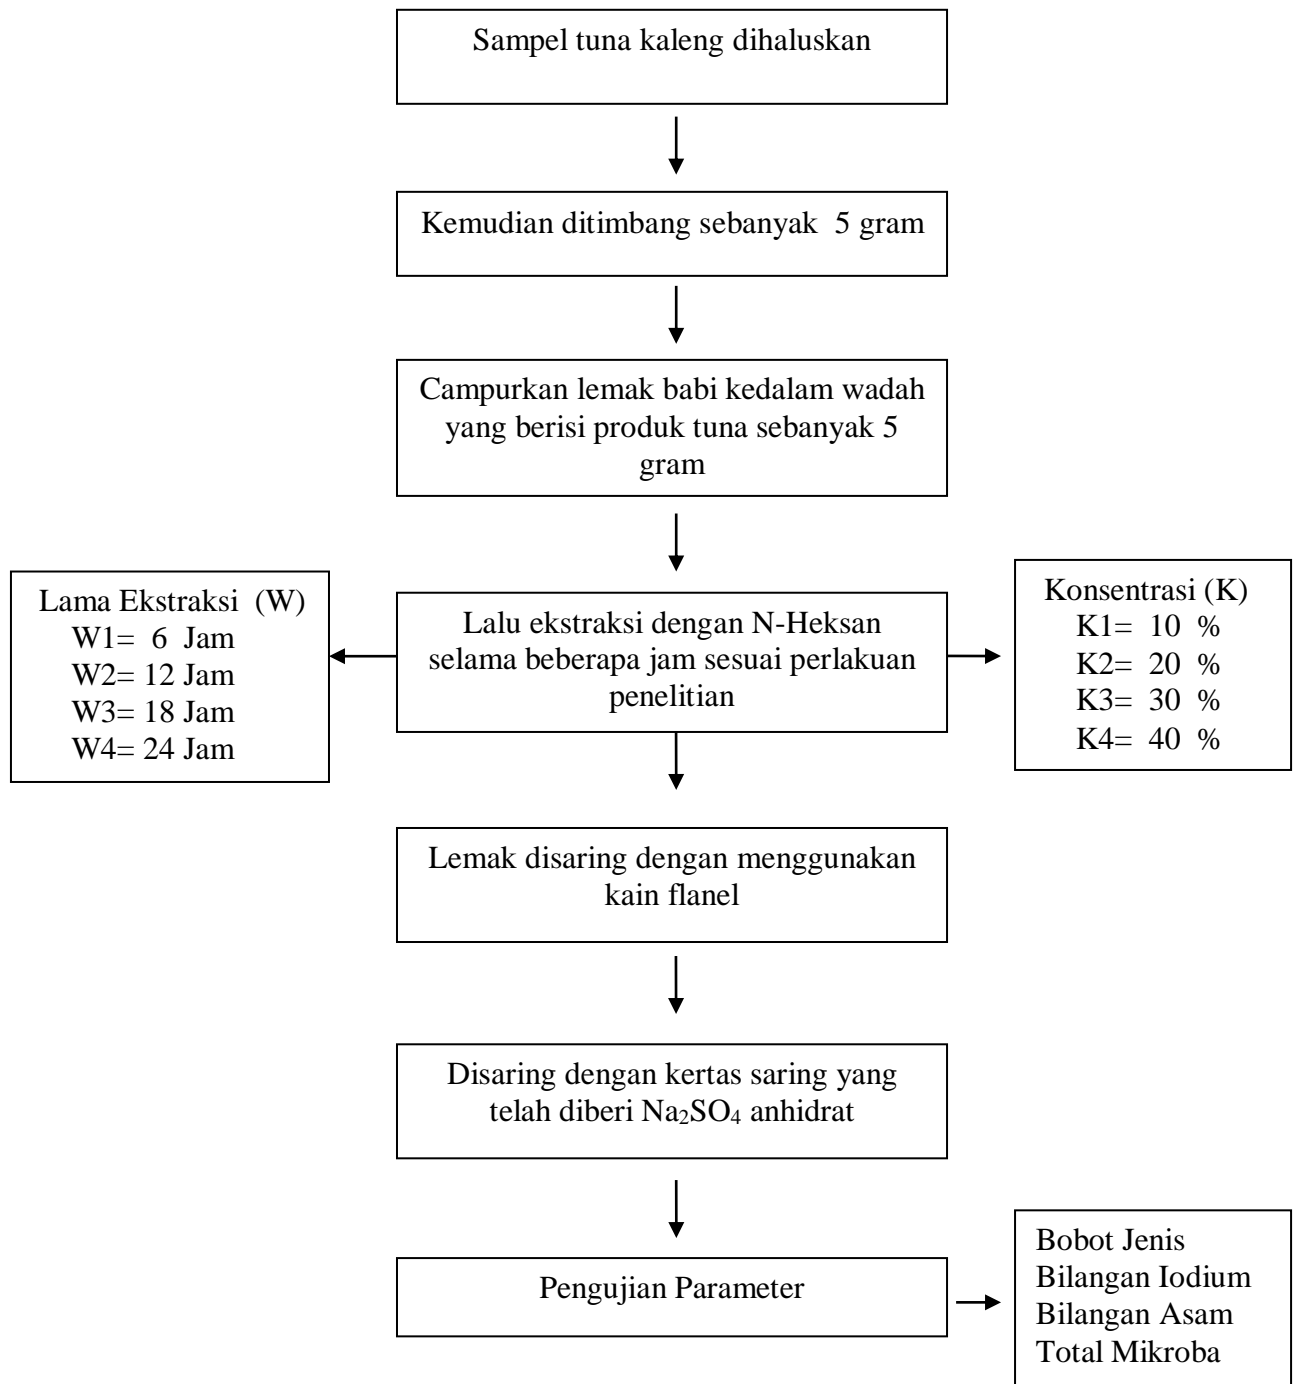 Sampel tuna kaleng dihaluskan
Kemudian ditimbang sebanyak 5 gram
Campurkan lemak babi kedalam wadah
yang berisi produk tuna sebanyak 5
gram
Lama Ekstraksi (W)
W1= 6 Jam
W2= 12 Jam
W3= 18 Jam
W4= 24 Jam
Lalu ekstraksi dengan N-Heksan
selama beberapa jam sesuai perlakuan
penelitian
Konsentrasi (K)
K1= 10 %
K2= 20 %
K3= 30 %
K4= 40 %
Lemak disaring dengan menggunakan
kain flanel
Disaring dengan kertas saring yang
telah diberi Na₂SO₄ anhidrat
Pengujian Parameter
Bobot Jenis
Bilangan Iodium
Bilangan Asam
Total Mikroba